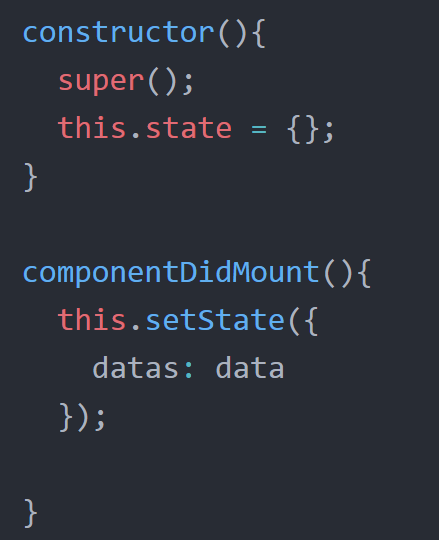 constructor(){
super();
this.state = {};
}
componentDidMount(){
this.setState({
datas: data
});
}